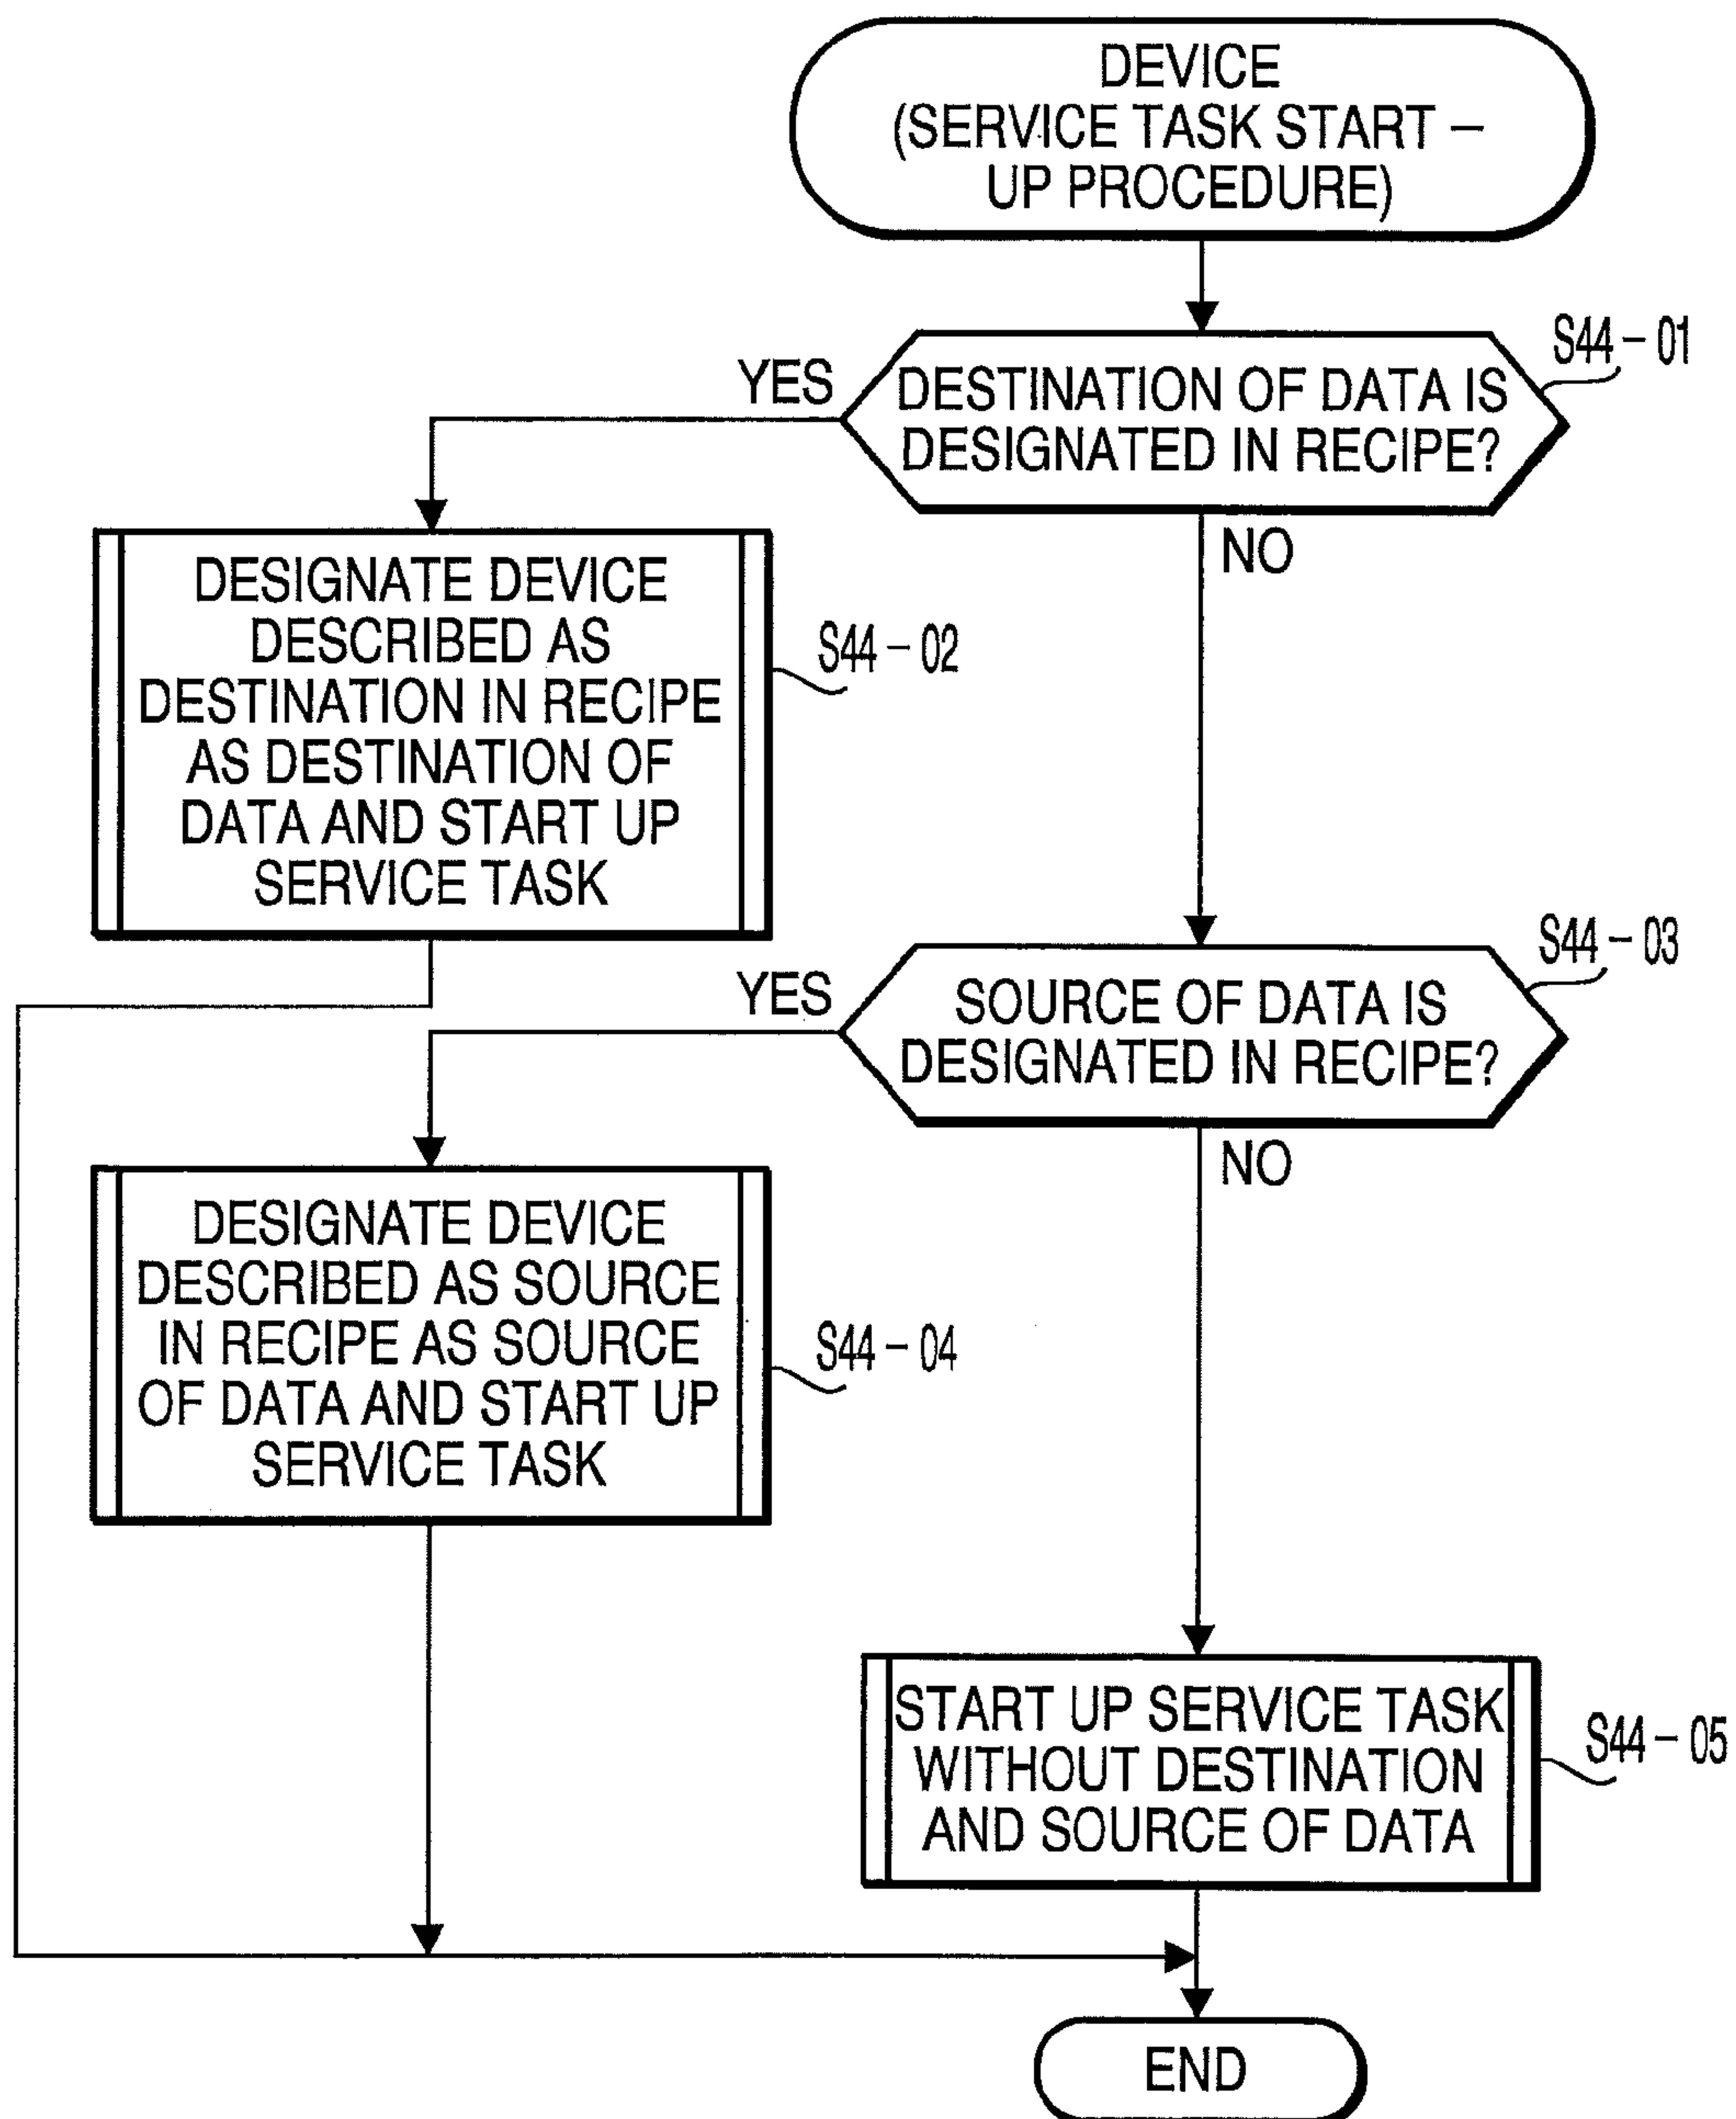 DEVICE
(SERVICE TASK START –
UP PROCEDURE)
S44 – 01
YES
DESTINATION OF DATA IS
DESIGNATED IN RECIPE?
NO
DESIGNATE DEVICE
DESCRIBED AS
DESTINATION IN RECIPE
AS DESTINATION OF
DATA AND START UP
SERVICE TASK
S44 – 02
S44 – 03
YES
SOURCE OF DATA IS
DESIGNATED IN RECIPE?
NO
DESIGNATE DEVICE
DESCRIBED AS SOURCE
IN RECIPE AS SOURCE
OF DATA AND START UP
SERVICE TASK
S44 – 04
START UP SERVICE TASK
WITHOUT DESTINATION
AND SOURCE OF DATA
S44 – 05
END